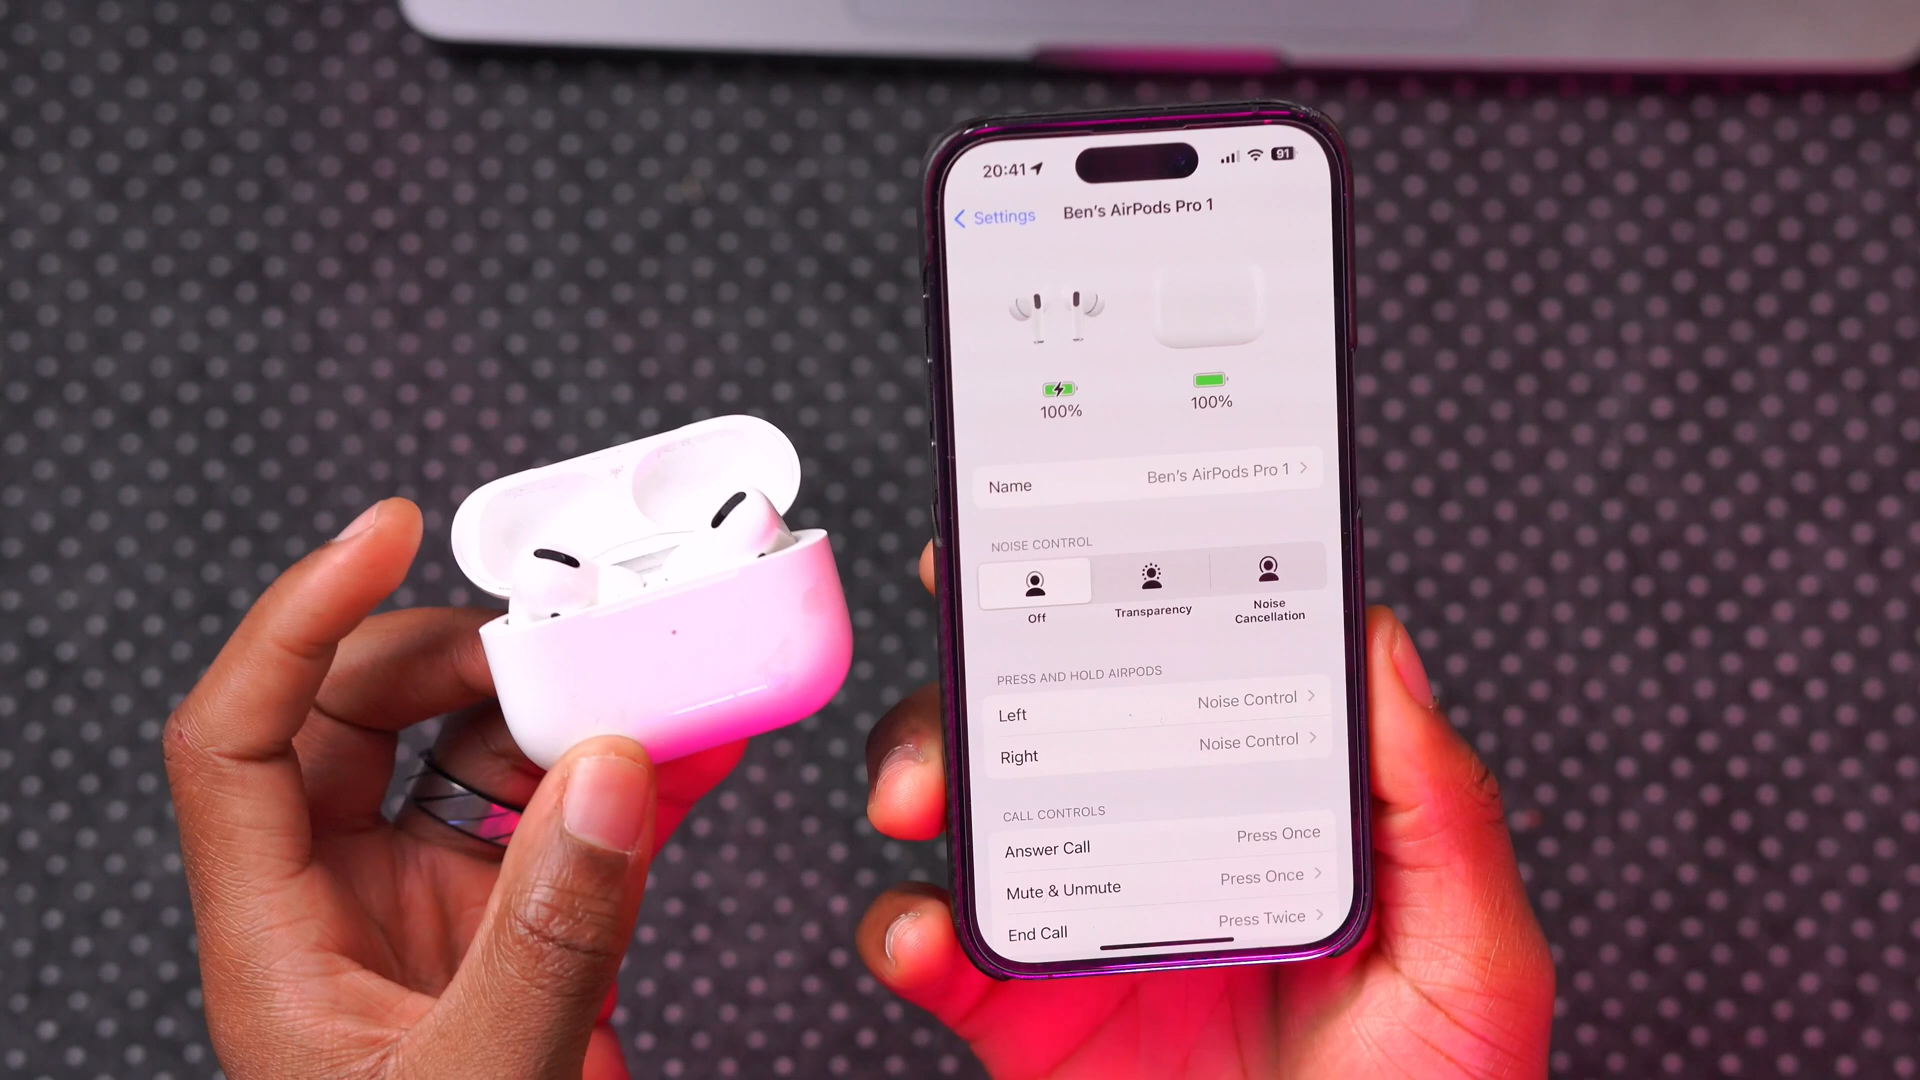 20:41
91
Settings
Ben's AirPods Pro 1
100%
100%
Name
Ben's AirPods Pro 1
NOISE CONTROL
Off
Transparency
Noise
Cancellation
PRESS AND HOLD AIRPODS
Left
Noise Control
Right
Noise Control
CALL CONTROLS
Answer Call
Press Once
Mute & Unmute
Press Once
End Call
Press Twice